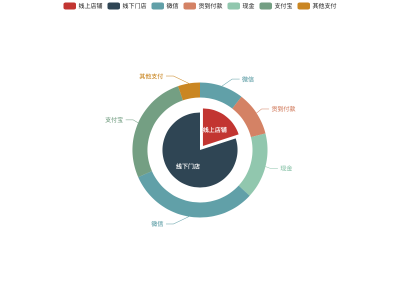 线上店铺 线下门店 微信 货到付款 现金 支付宝 其他支付
其他支付
微信
货到付款
支付宝
线上店铺
线下门店
现金
微信